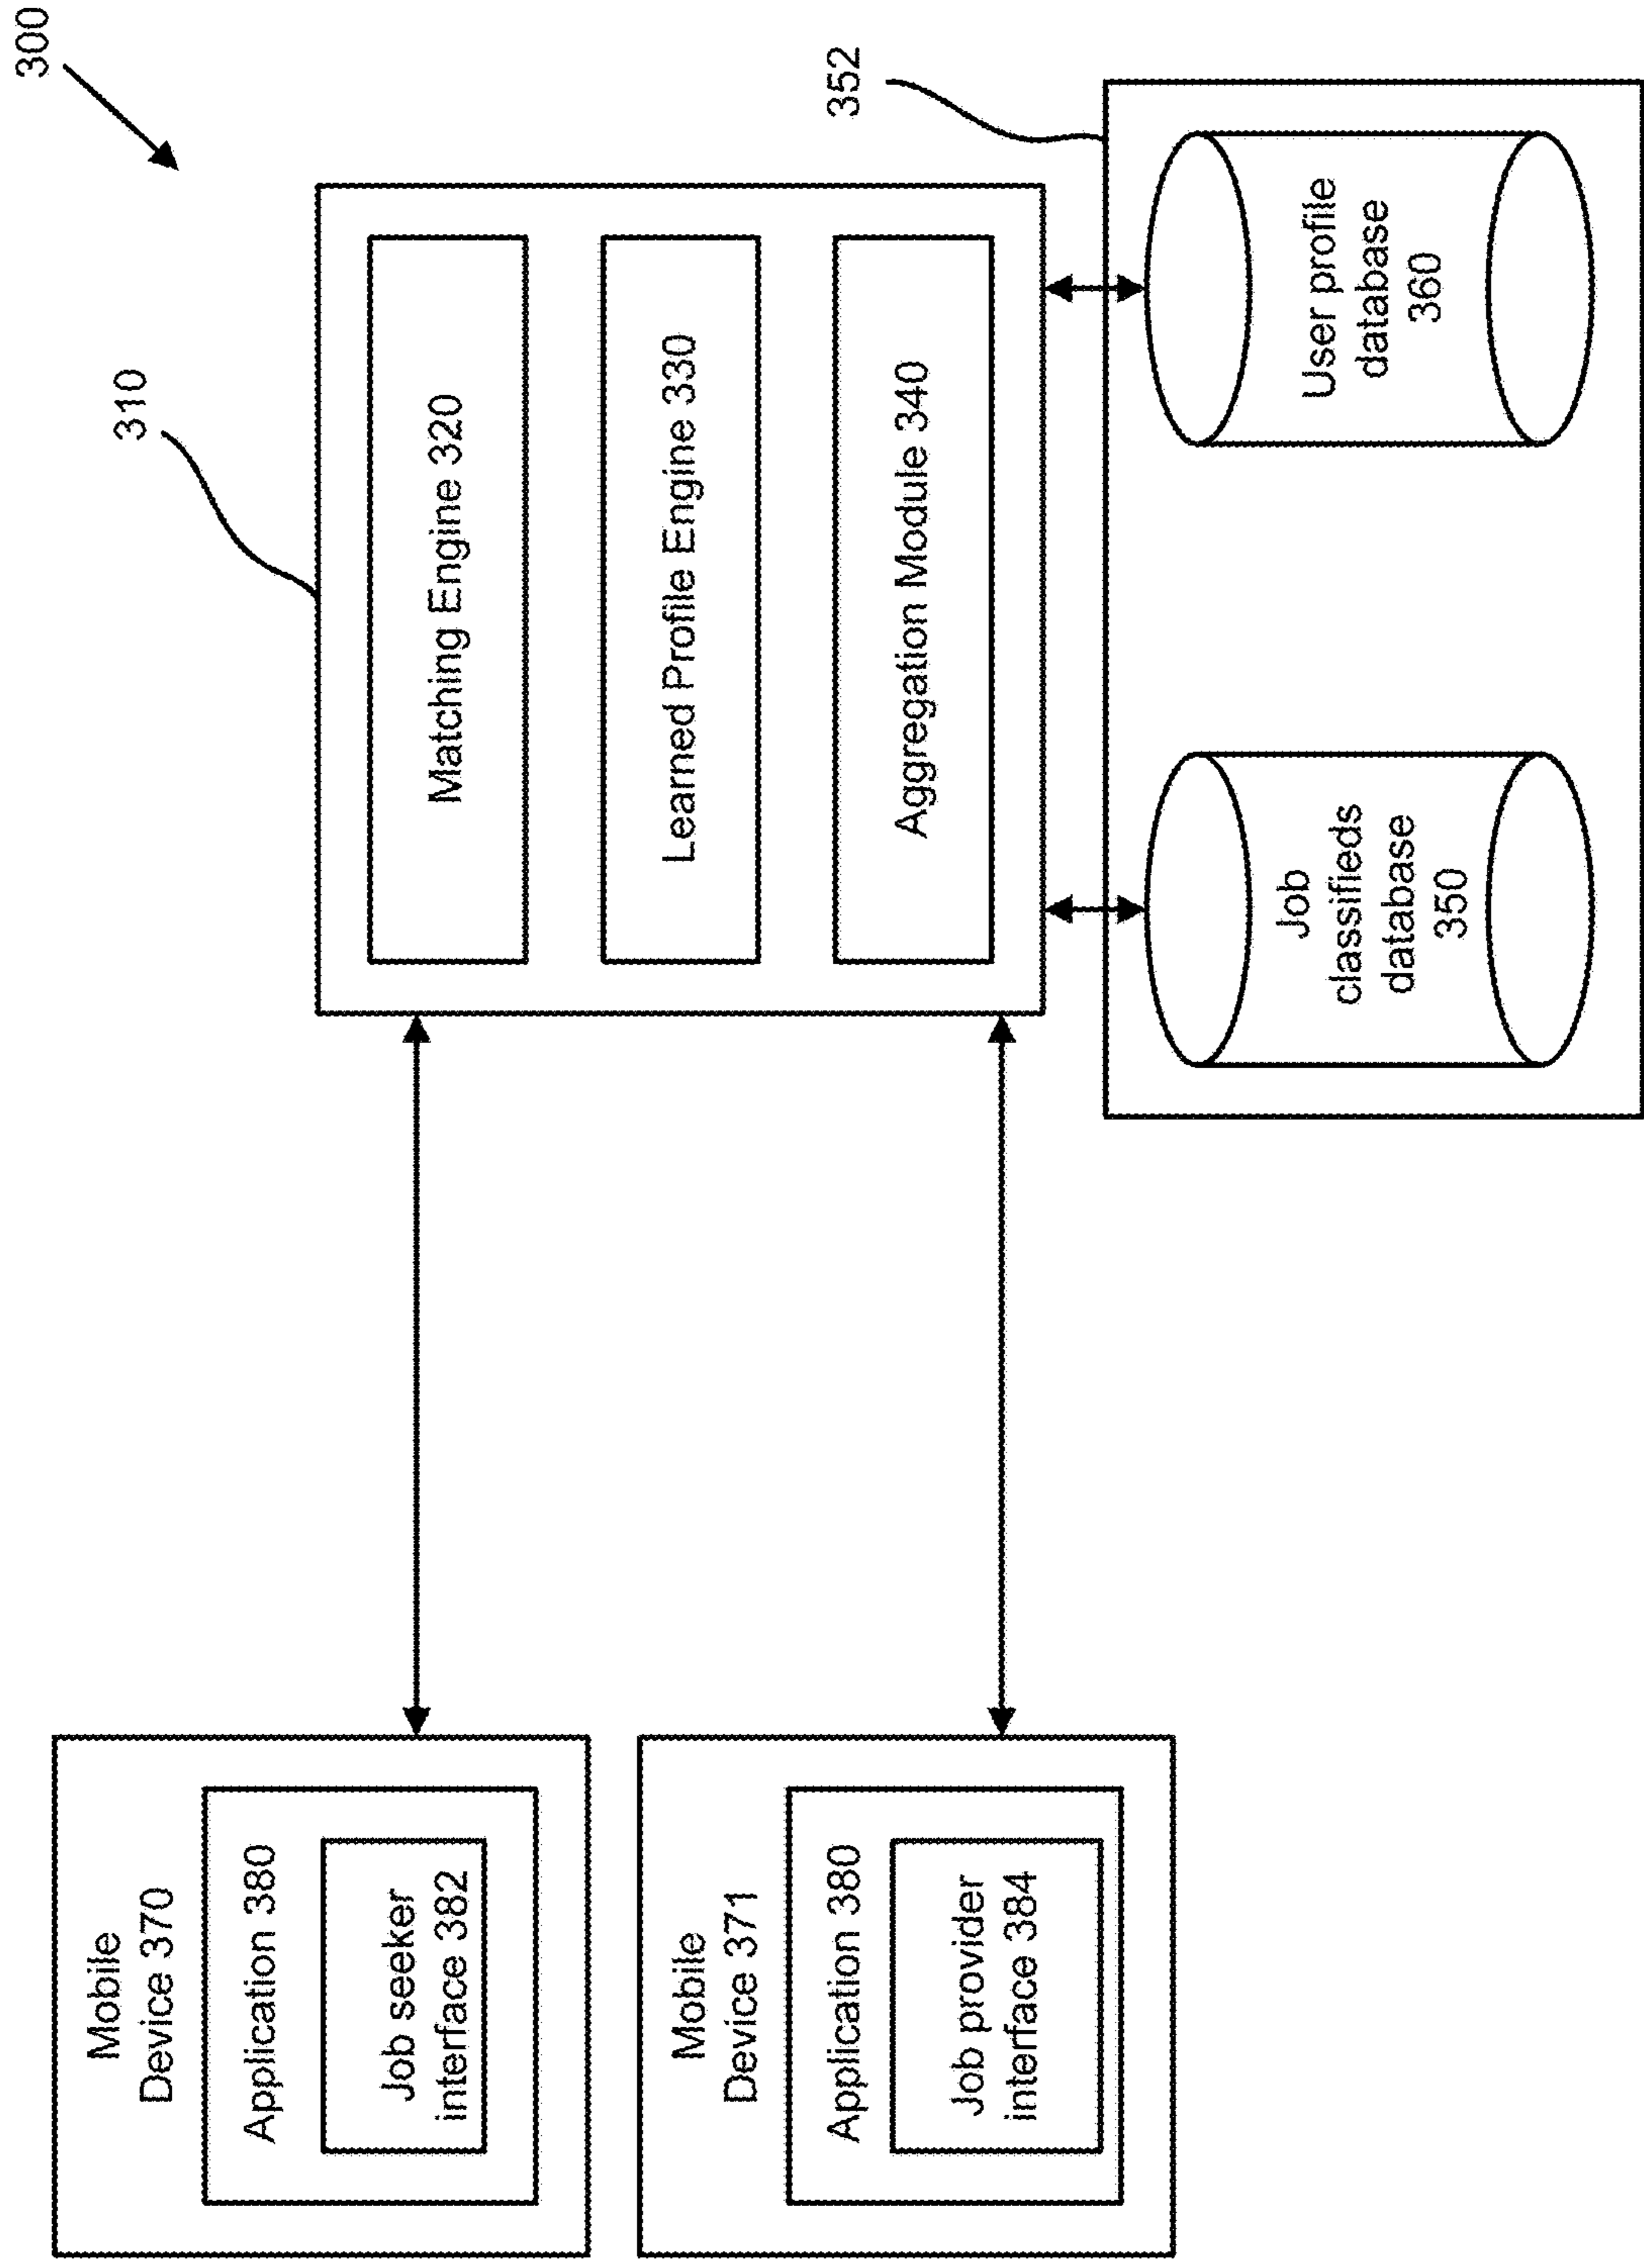 300
310
Mobile
Device 370
Application 380
Job seeker
interface 382
Matching Engine 320
Learned Profile Engine 330
Aggregation Module 340
Mobile
Device 371
Application 380
Job provider
interface 384
352
Job
classifieds
database
350
User profile
database
360